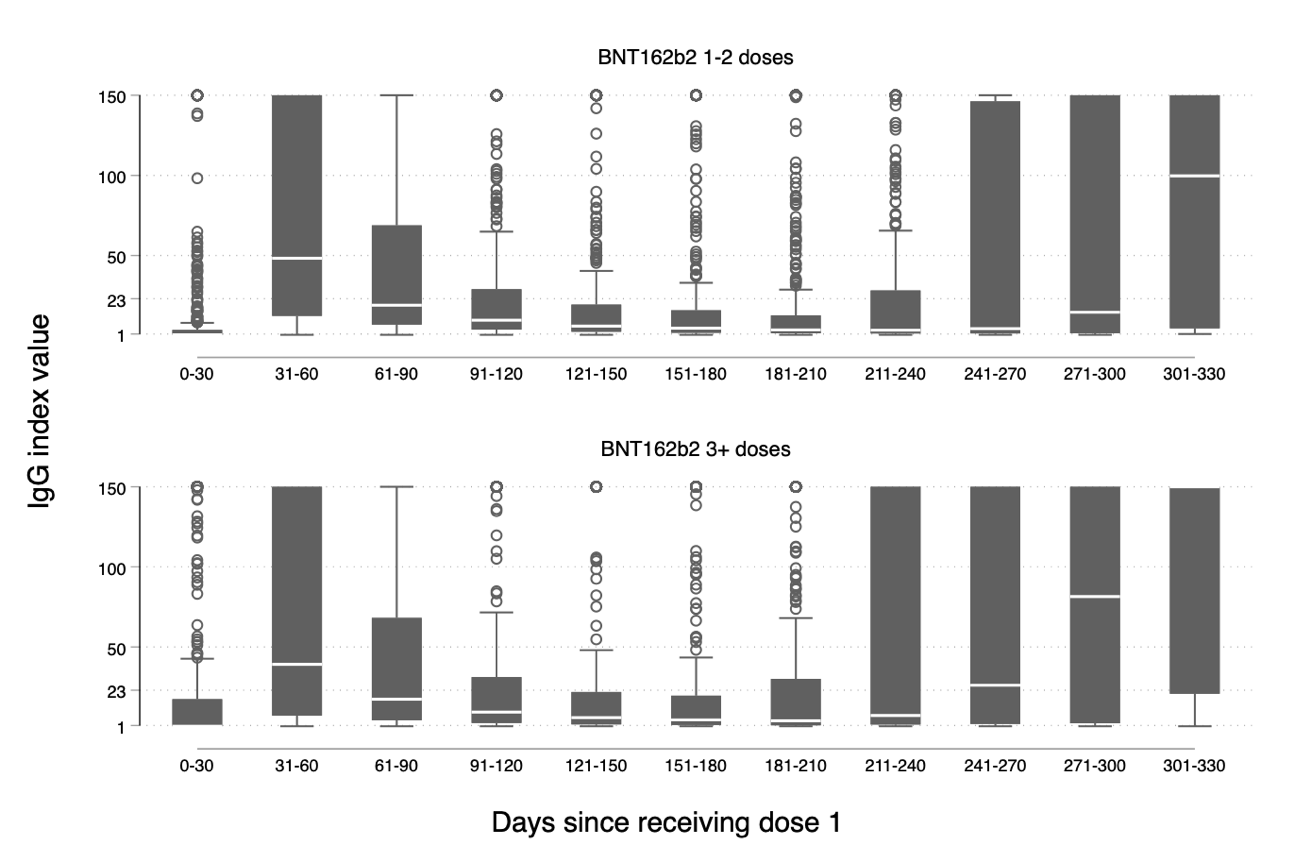 BNT162b2 1-2 doses
150
100
50
23
1
0-30 31-60 61-90 91-120 121-150 151-180 181-210 211-240 241-270 271-300 301-330
IgG index value
BNT162b2 3+ doses
150
100
50
23
1
0-30 31-60 61-90 91-120 121-150 151-180 181-210 211-240 241-270 271-300 301-330
Days since receiving dose 1